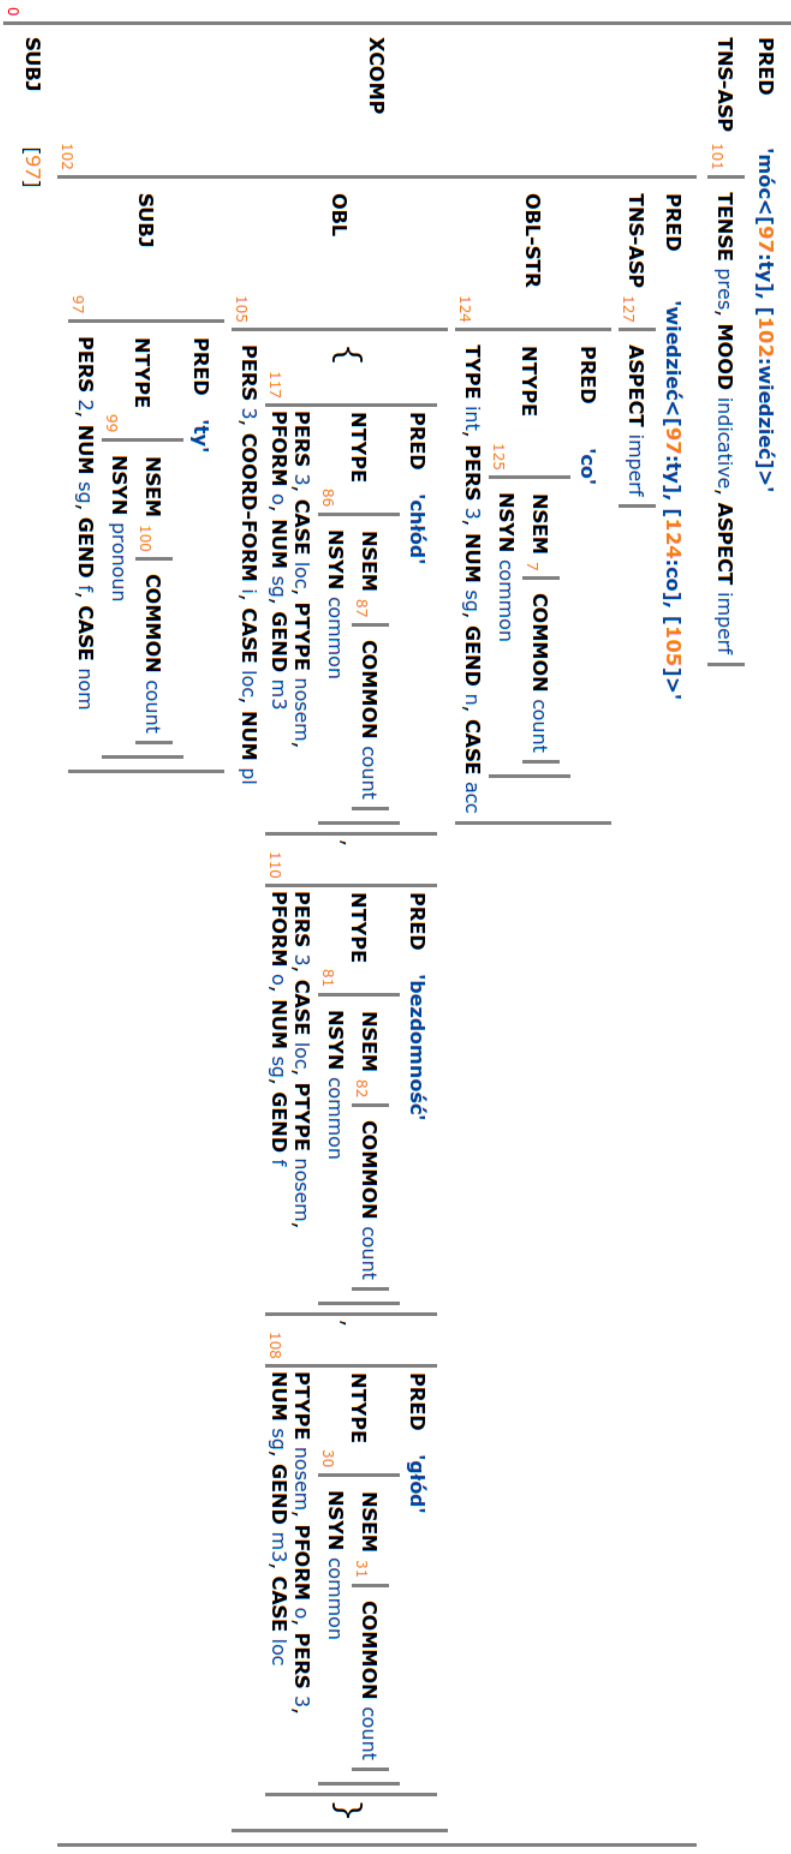 PRED 'móc<[97:ty], [102:wiedzieć]>'
TNS-ASP 101 TENSE pres, MOOD indicative, ASPECT imperf
PRED 'wiedzieć<[97:ty], [124:co], [105]>'
TNS-ASP 127 ASPECT imperf
PRED 'co'
NTYPE 125 NSEM 7 COMMON count
NSYN common
OBL-STR
124 TYPE int, PERS 3, NUM sg, GEND n, CASE acc
XCOMP
OBL
{
PRED 'chłód'
NTYPE 86 NSEM 87 COMMON count
NSYN common
117 PERS 3, CASE loc, PTYPE nosem,
PFORM o, NUM sg, GEND m3
,
PRED 'bezdomność'
NTYPE 81 NSEM 82 COMMON count
NSYN common
110 PERS 3, CASE loc, PTYPE nosem,
PFORM o, NUM sg, GEND f
,
PRED 'głód'
NTYPE 30 NSEM 31 COMMON count
NSYN common
108 PTYPE nosem, PFORM o, PERS 3,
NUM sg, GEND m3, CASE loc
}
105 PERS 3, COORD-FORM i, CASE loc, NUM pl
PRED 'ty'
SUBJ NTYPE 99 NSEM 100 COMMON count
NSYN pronoun
97 PERS 2, NUM sg, GEND f, CASE nom
102
SUBJ [97]
0